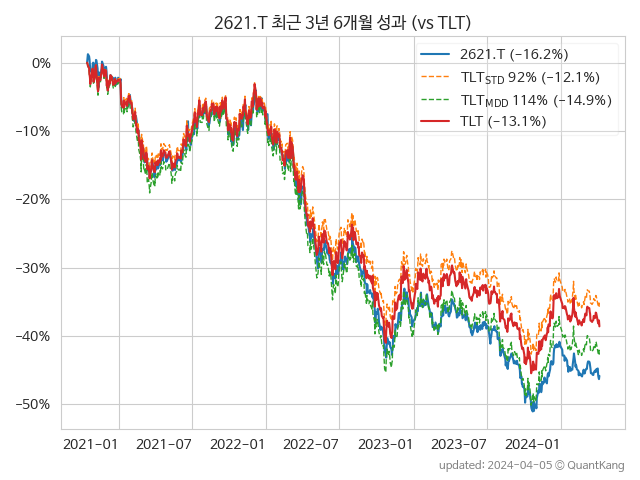 2621.T 최근 3년 6개월 성과 (vs TLT)
2621.T (−16.2%)
TLT_STD 92% (−12.1%)
TLT_MDD 114% (−14.9%)
TLT (−13.1%)
0%
−10%
−20%
−30%
−40%
−50%
2021-01 2021-07 2022-01 2022-07 2023-01 2023-07 2024-01
updated: 2024-04-05 © QuantKang